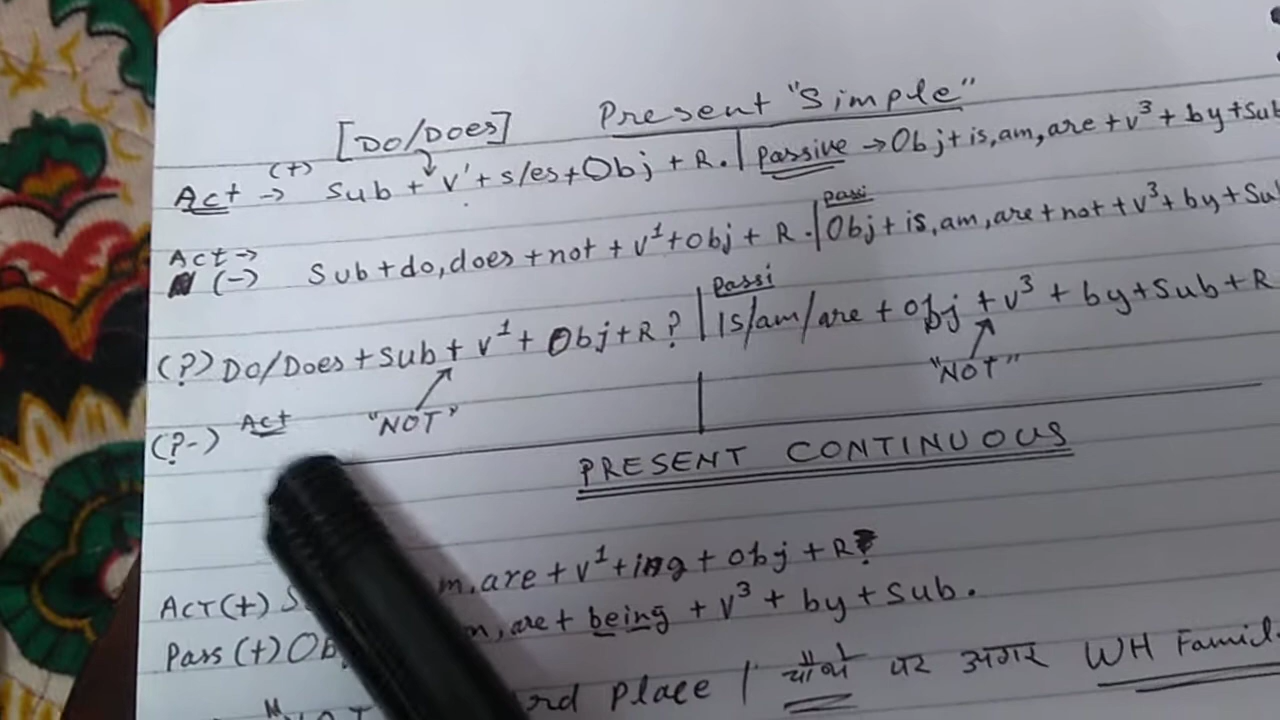 [Do/Does] Present "Simple"
Act (+) → Sub + V¹ + s/es + Obj + R. | Passive → Obj + is, am, are + V³ + by + Sub
Act → (-) Sub + do, does + not + V¹ + Obj + R. | passi Obj + is, am, are + not + V³ + by + Su
(?) Do/Does + Sub + V¹ + Obj + R? | passi Is/am/are + Obj + V³ + by + Sub + R
"NOT" "NOT"
(?-) Act
PRESENT CONTINUOUS
ACT (+) S m, are + V¹ + ing + Obj + R
Pass (+) Ob , are + being + V³ + by + Sub.
NOT rd Place | पर अगर WH Famil